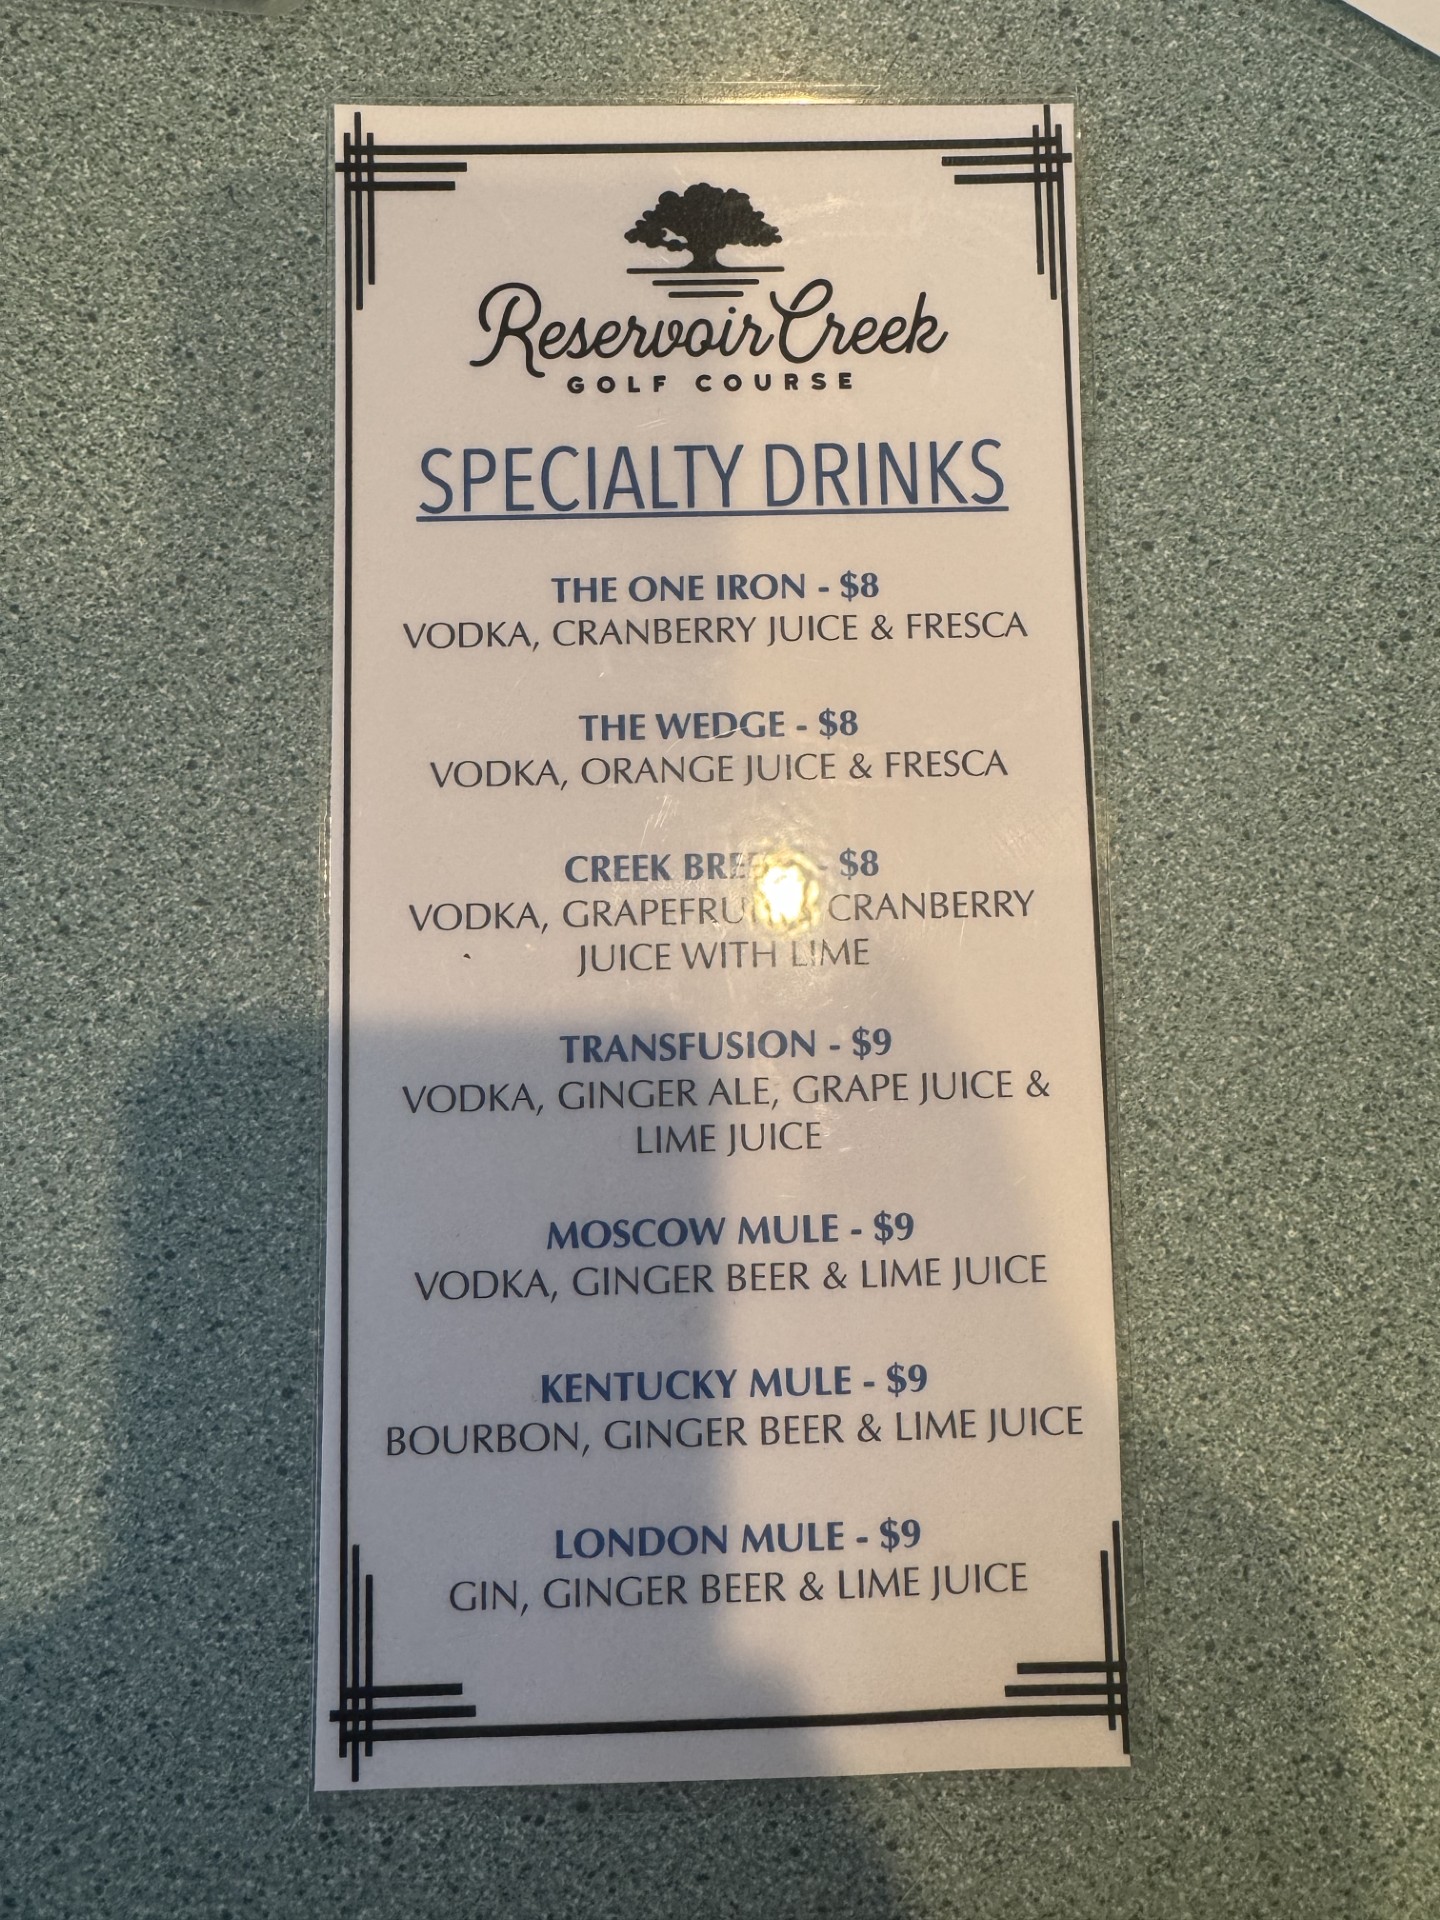 Reservoir Creek
GOLF COURSE
SPECIALTY DRINKS
THE ONE IRON - $8
VODKA, CRANBERRY JUICE & FRESCA
THE WEDGE - $8
VODKA, ORANGE JUICE & FRESCA
CREEK - $8
VODKA, CRANBERRY
JUICE WITH LIME
TRANSFUSION - $9
VODKA, GINGER ALE, GRAPE JUICE &
LIME JUICE
MOSCOW MULE - $9
VODKA, GINGER BEER & LIME JUICE
KENTUCKY MULE - $9
BOURBON, GINGER BEER & LIME JUICE
LONDON MULE - $9
GIN, GINGER BEER & LIME JUICE